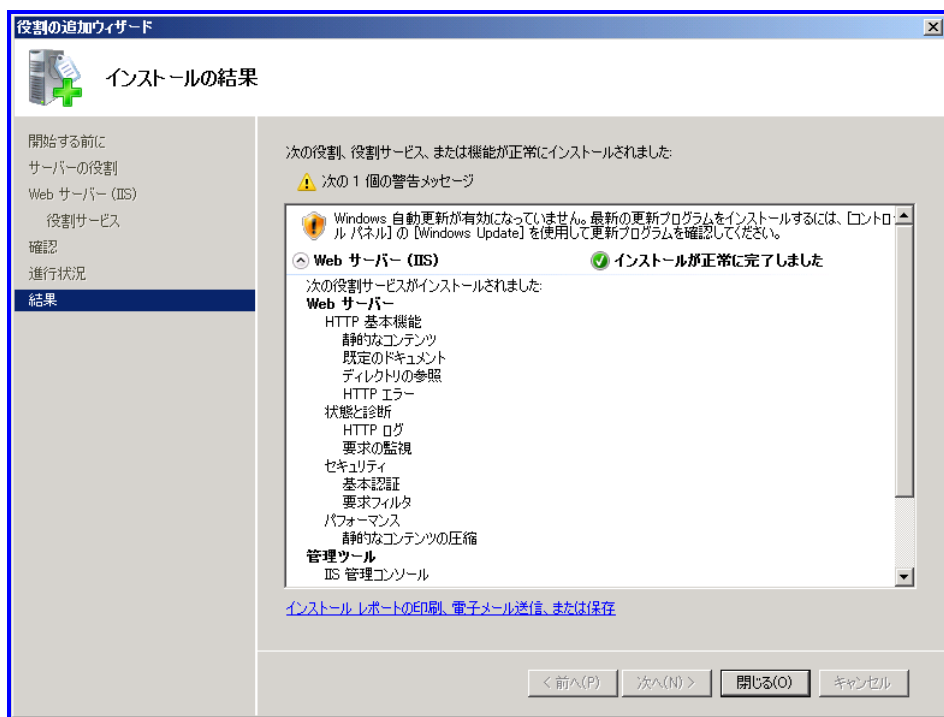 役割の追加ウィザード
インストールの結果
開始する前に
サーバーの役割
Web サーバー (IIS)
役割サービス
確認
進行状況
結果
次の役割、役割サービス、または機能が正常にインストールされました:
次の 1 個の警告メッセージ
Windows 自動更新が有効になっていません。最新の更新プログラムをインストールするには、[コントロー
ル パネル] の [Windows Update] を使用して更新プログラムを確認してください。
Web サーバー (IIS) インストールが正常に完了しました
次の役割サービスがインストールされました:
Web サーバー
HTTP 基本機能
静的なコンテンツ
既定のドキュメント
ディレクトリの参照
HTTP エラー
状態と診断
HTTP ログ
要求の監視
セキュリティ
基本認証
要求フィルタ
パフォーマンス
静的なコンテンツの圧縮
管理ツール
IIS 管理コンソール
インストール レポートの印刷、電子メール送信、または保存
< 前へ(P) 次へ(N) > 閉じる(O) キャンセル